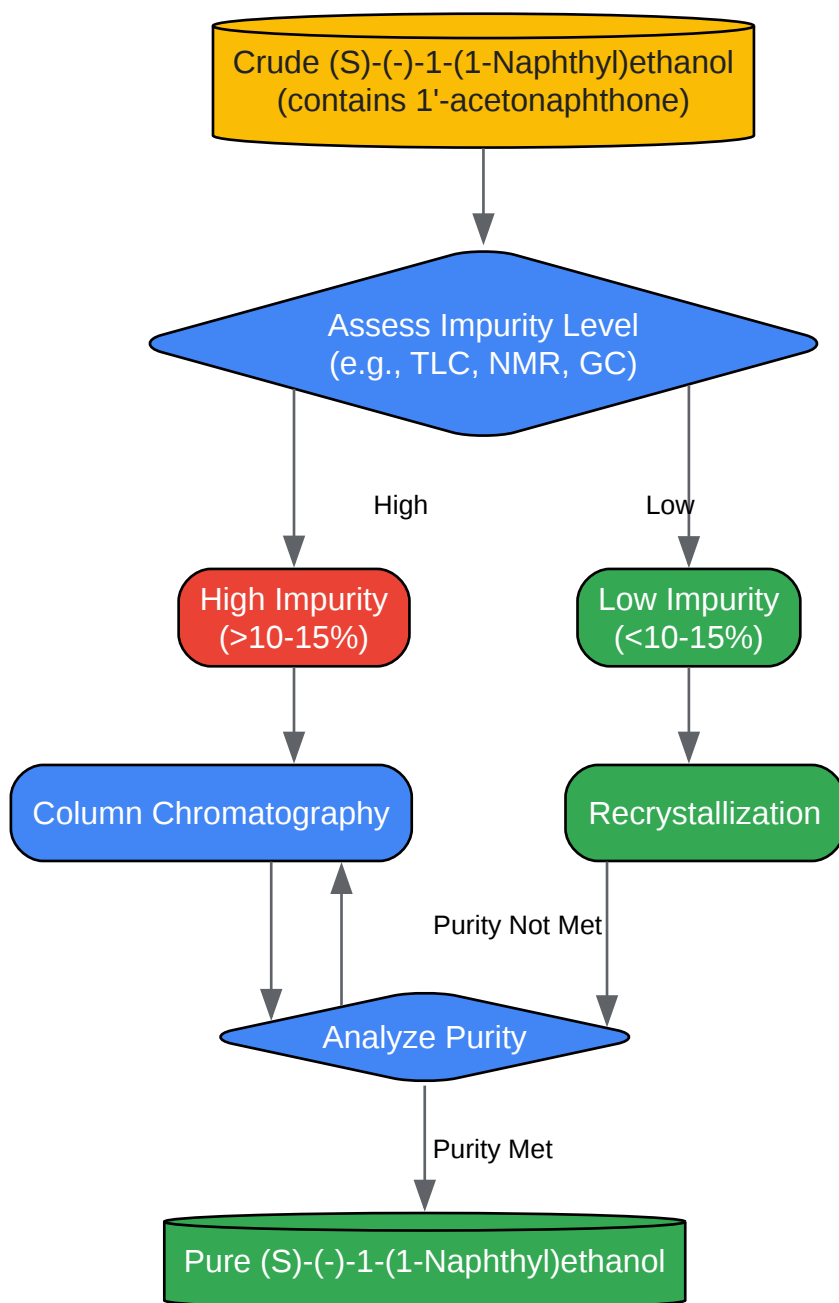 Crude (S)-(-)-1-(1-Naphthyl)ethanol
(contains 1'-acetonaphthone)
Assess Impurity Level
(e.g., TLC, NMR, GC)
High
Low
High Impurity
(>10-15%)
Low Impurity
(<10-15%)
Column Chromatography
Recrystallization
Purity Not Met
Analyze Purity
Purity Met
Pure (S)-(-)-1-(1-Naphthyl)ethanol